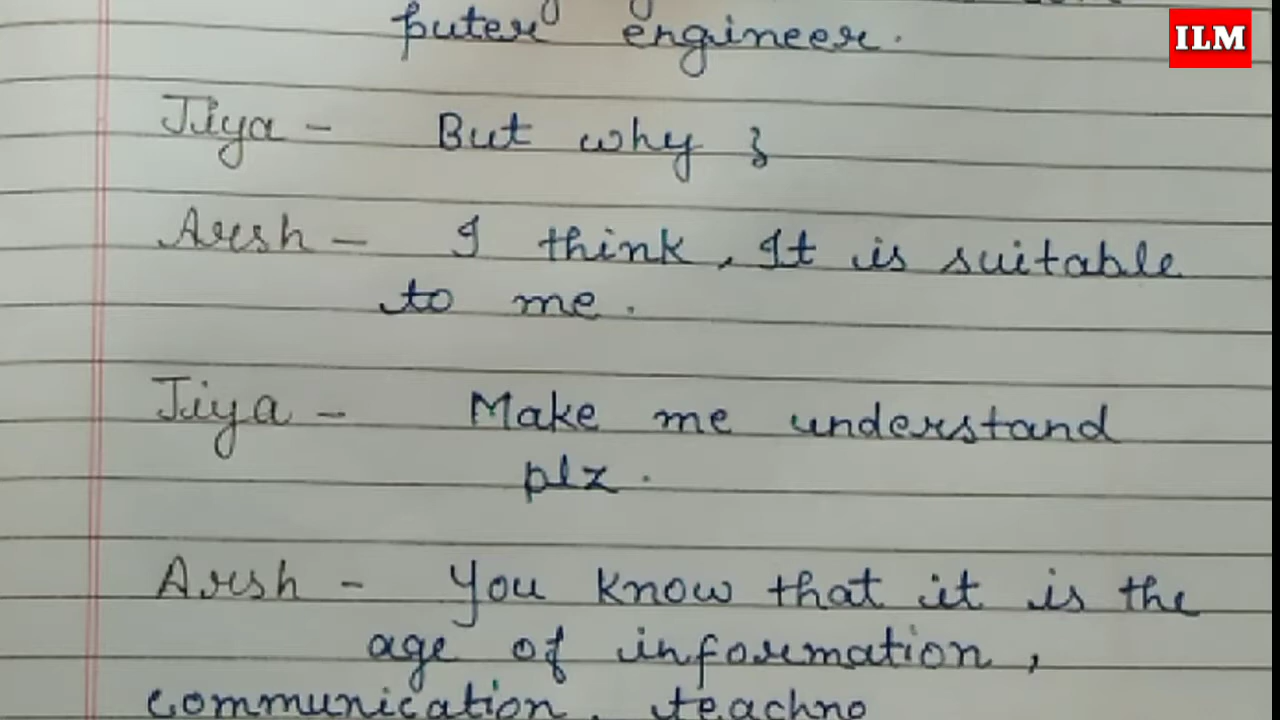 puter engineer.
ILM
Jiya - But why ?
Arsh - I think, It is suitable
to me.
Jiya - Make me understand
plz.
Arsh - You know that it is the
age of information,
communication, teachno